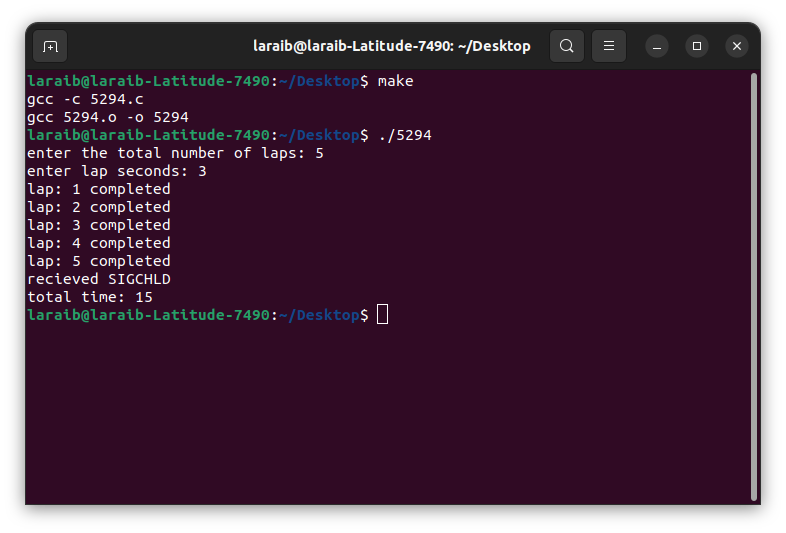 laraib@laraib-Latitude-7490: ~/Desktop
laraib@laraib-Latitude-7490:~/Desktop$ make
gcc -c 5294.c
gcc 5294.o -o 5294
laraib@laraib-Latitude-7490:~/Desktop$ ./5294
enter the total number of laps: 5
enter lap seconds: 3
lap: 1 completed
lap: 2 completed
lap: 3 completed
lap: 4 completed
lap: 5 completed
recieved SIGCHLD
total time: 15
laraib@laraib-Latitude-7490:~/Desktop$